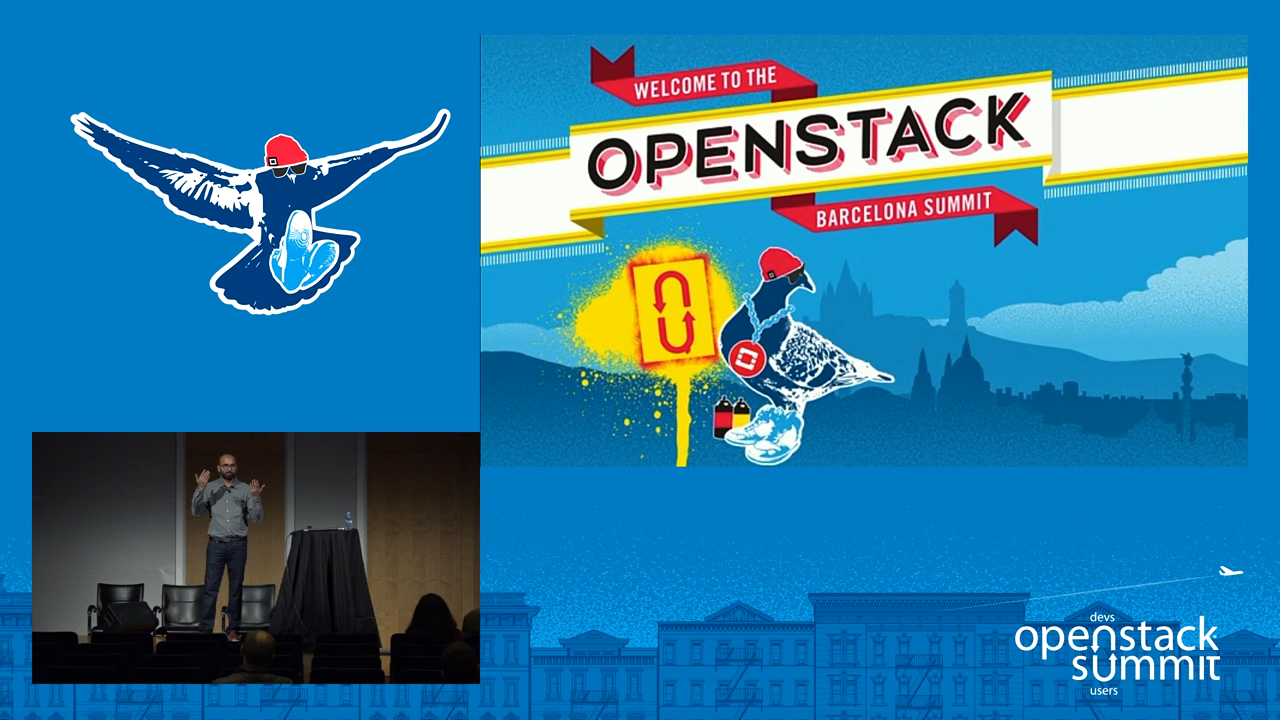 WELCOME TO THE
OPENSTACK
BARCELONA SUMMIT
devs
openstack
summit
users